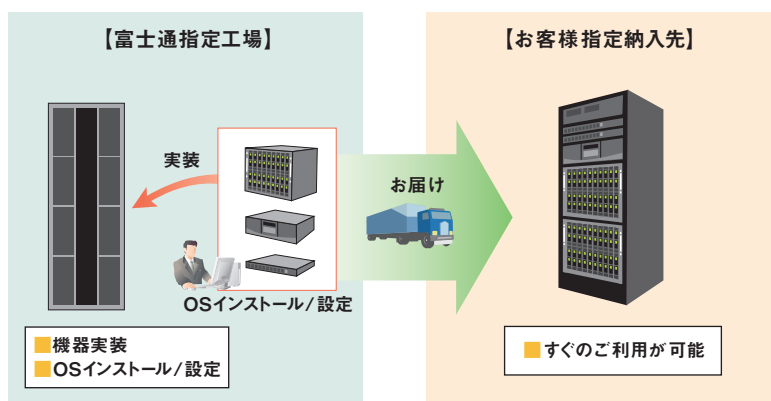 【富士通指定工場】
【お客様指定納入先】
実装
お届け
OSインストール/設定
■機器実装
■OSインストール/設定
■すぐのご利用が可能